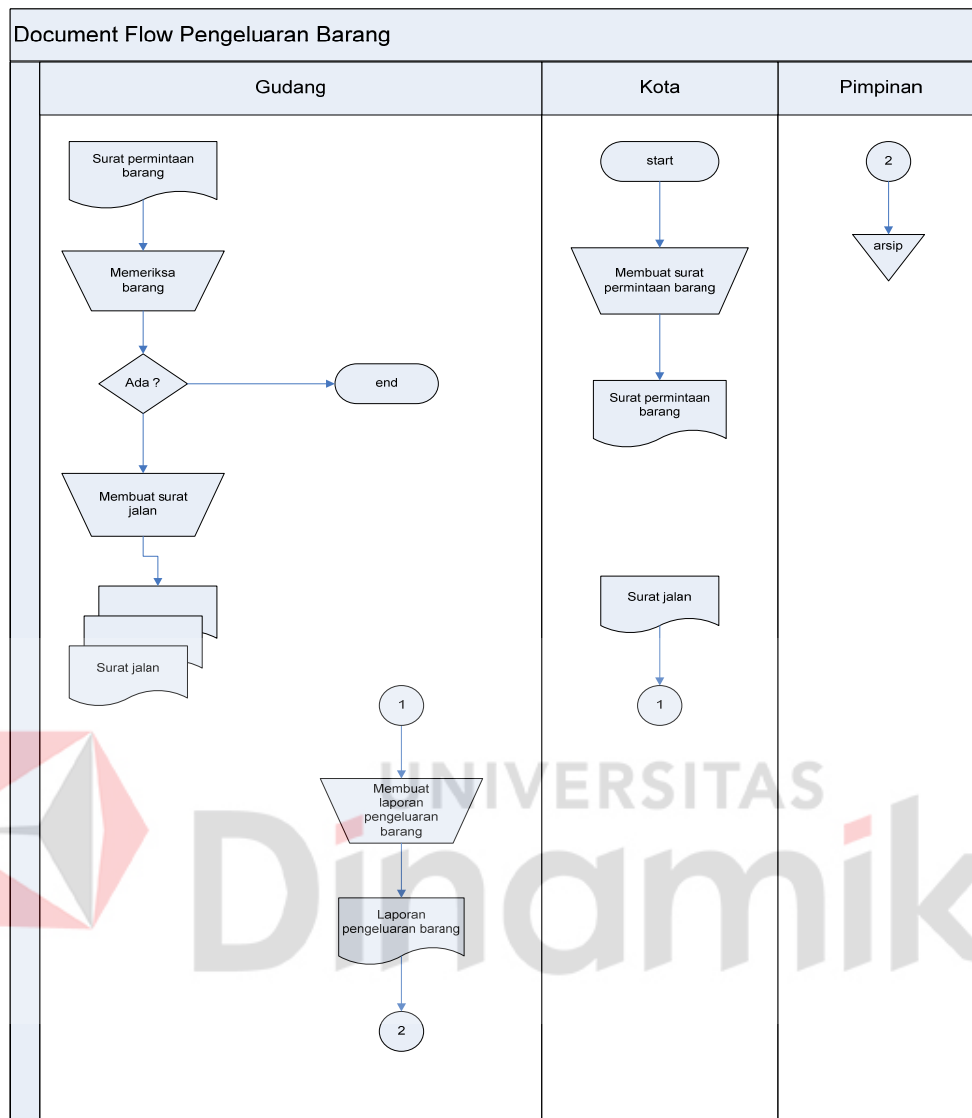 Document Flow Pengeluaran Barang
Gudang
Kota
Pimpinan
Surat permintaan
barang
Memeriksa
barang
Ada ?
end
Membuat surat
jalan
Surat jalan
1
Membuat
laporan
pengeluaran
barang
Laporan
pengeluaran barang
2
start
Membuat surat
permintaan barang
Surat permintaan
barang
Surat jalan
1
2
arsip
UNIVERSITAS
Dinamik